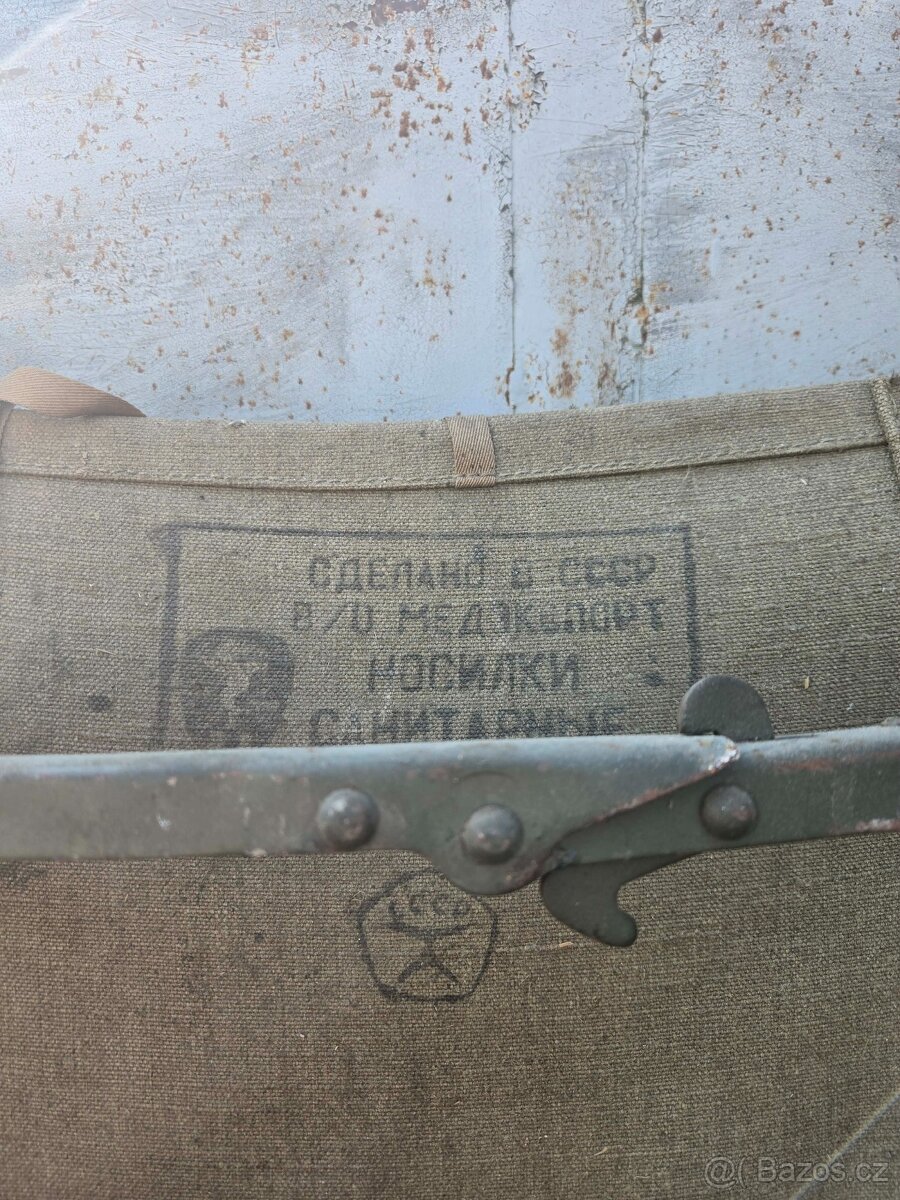 СДЕЛАНО В СССР
В/О МЕДЭКСПОРТ
НОСИЛКИ
САНИТАРНЫЕ
СССР
@( Bazos.cz